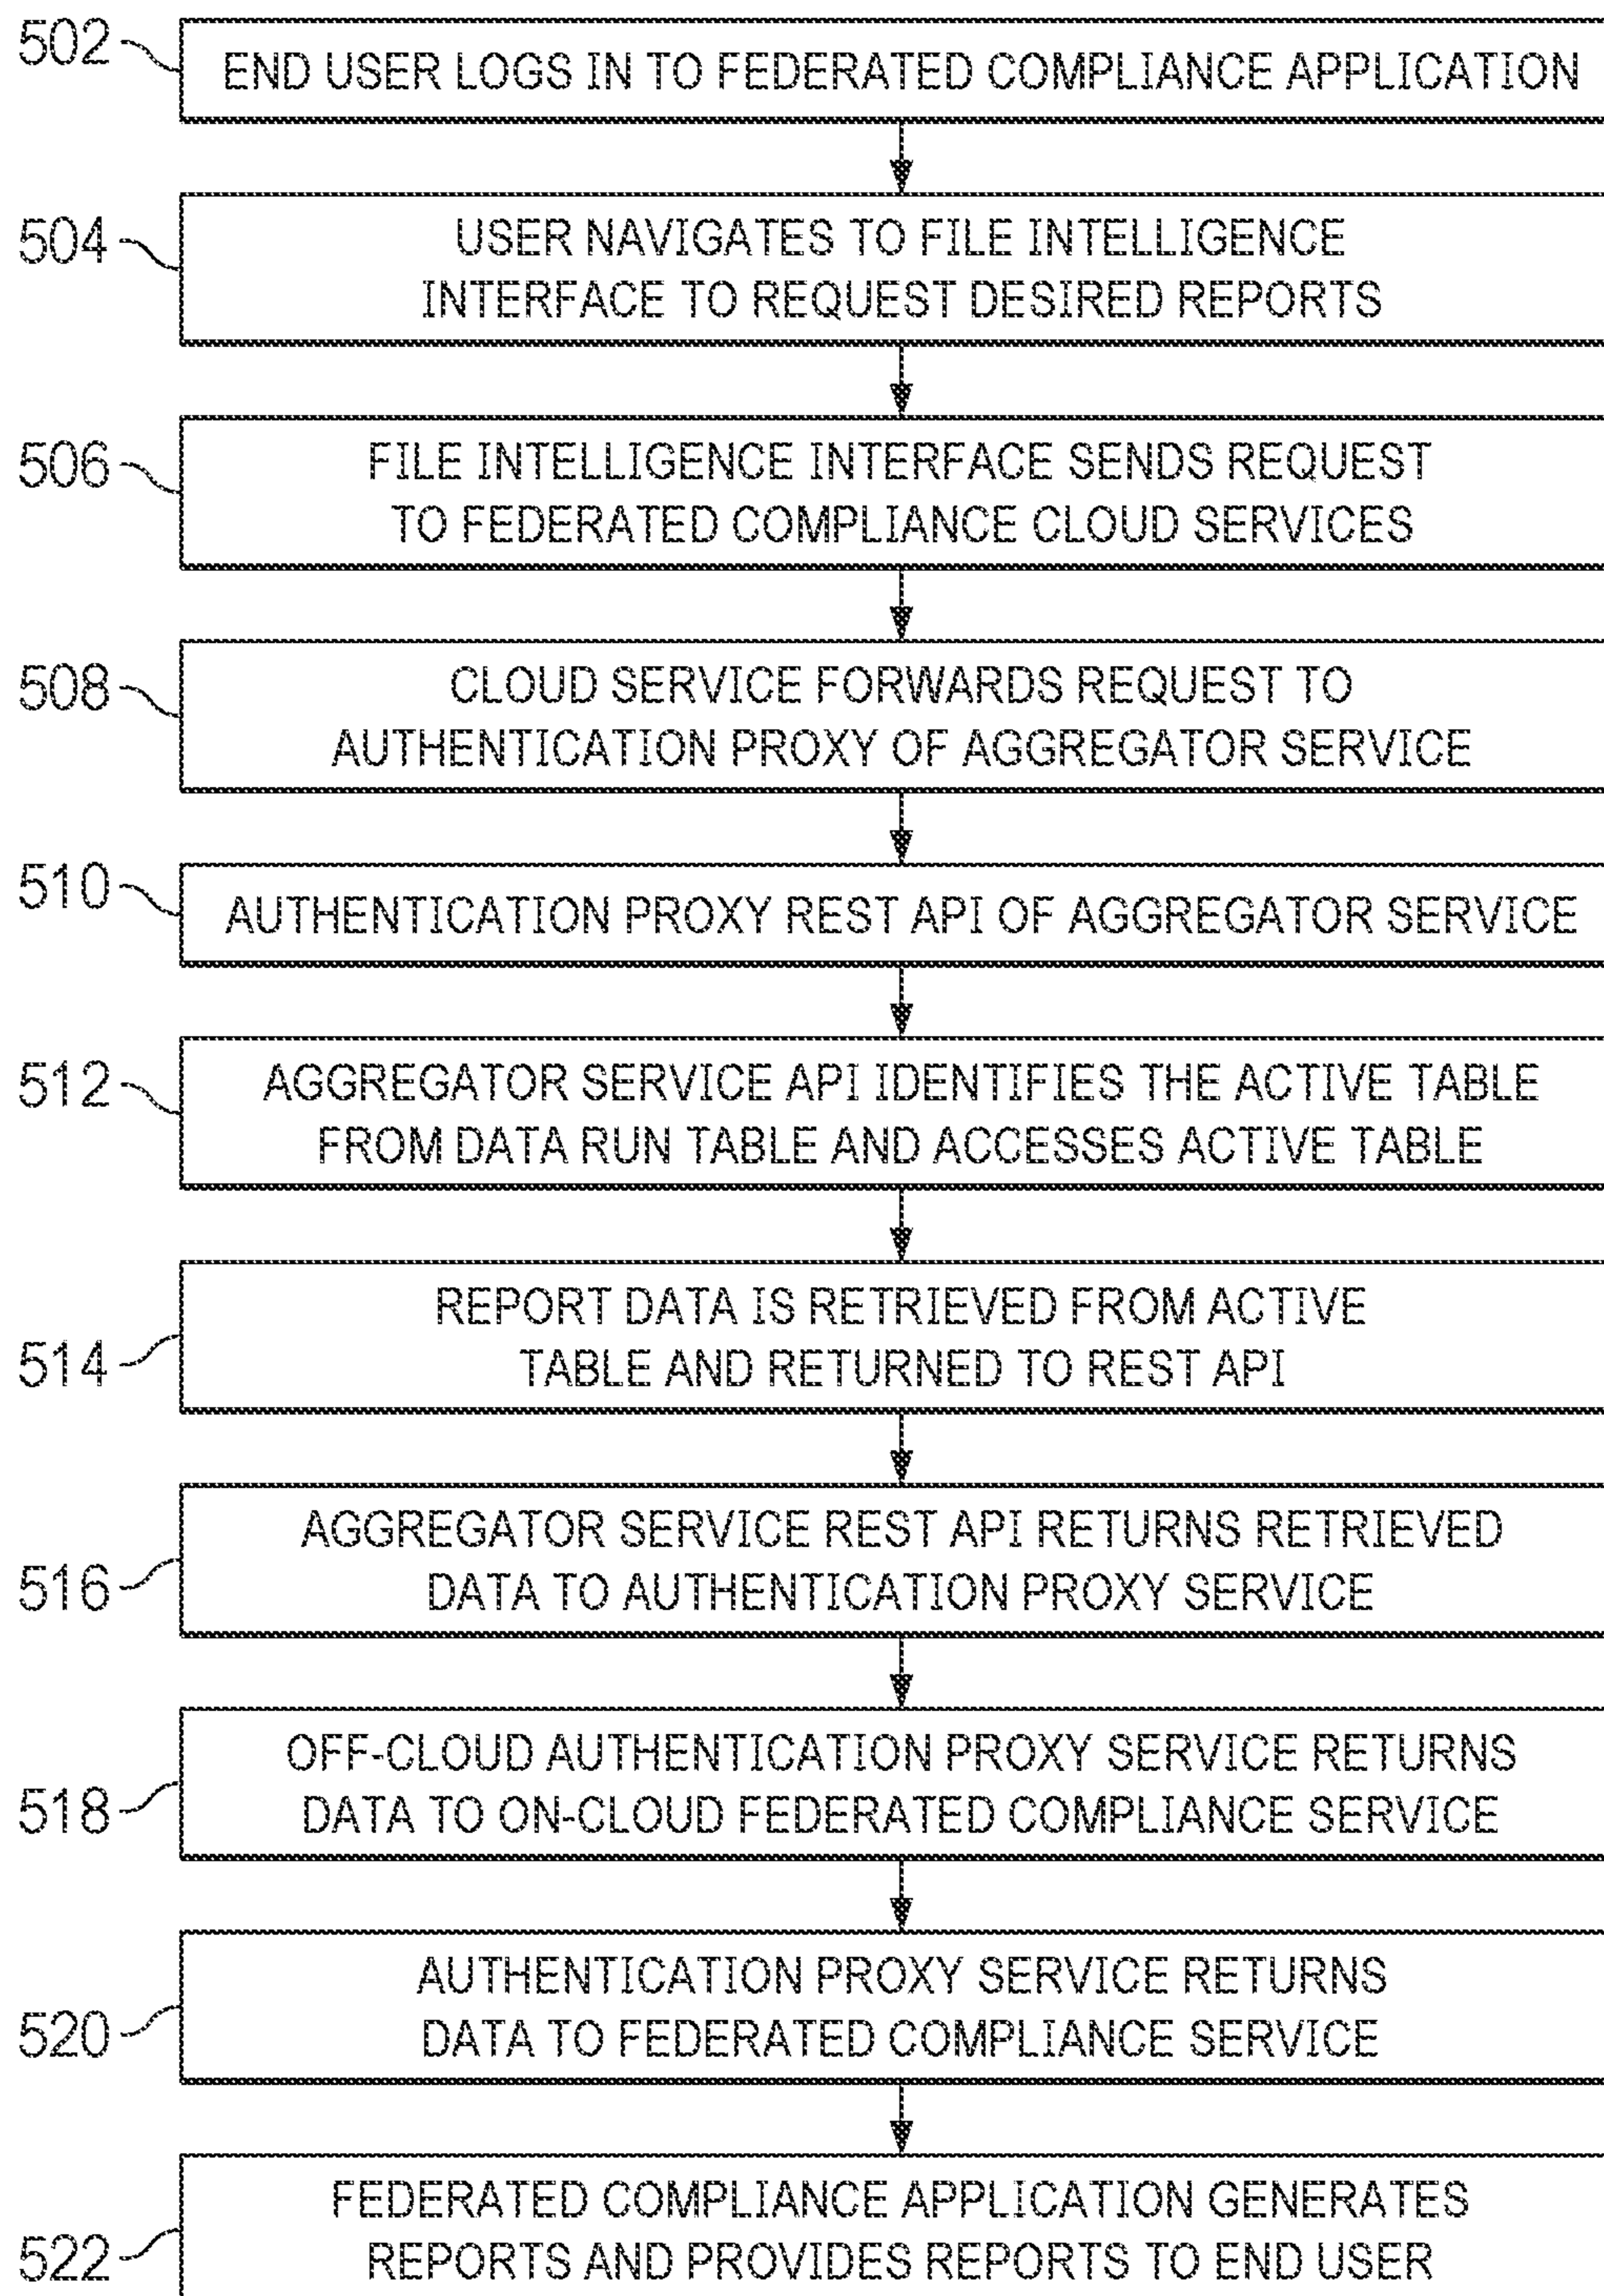 502
END USER LOGS IN TO FEDERATED COMPLIANCE APPLICATION
504
USER NAVIGATES TO FILE INTELLIGENCE
INTERFACE TO REQUEST DESIRED REPORTS
506
FILE INTELLIGENCE INTERFACE SENDS REQUEST
TO FEDERATED COMPLIANCE CLOUD SERVICES
508
CLOUD SERVICE FORWARDS REQUEST TO
AUTHENTICATION PROXY OF AGGREGATOR SERVICE
510
AUTHENTICATION PROXY REST API OF AGGREGATOR SERVICE
512
AGGREGATOR SERVICE API IDENTIFIES THE ACTIVE TABLE
FROM DATA RUN TABLE AND ACCESSES ACTIVE TABLE
514
REPORT DATA IS RETRIEVED FROM ACTIVE
TABLE AND RETURNED TO REST API
516
AGGREGATOR SERVICE REST API RETURNS RETRIEVED
DATA TO AUTHENTICATION PROXY SERVICE
518
OFF-CLOUD AUTHENTICATION PROXY SERVICE RETURNS
DATA TO ON-CLOUD FEDERATED COMPLIANCE SERVICE
520
AUTHENTICATION PROXY SERVICE RETURNS
DATA TO FEDERATED COMPLIANCE SERVICE
522
FEDERATED COMPLIANCE APPLICATION GENERATES
REPORTS AND PROVIDES REPORTS TO END USER